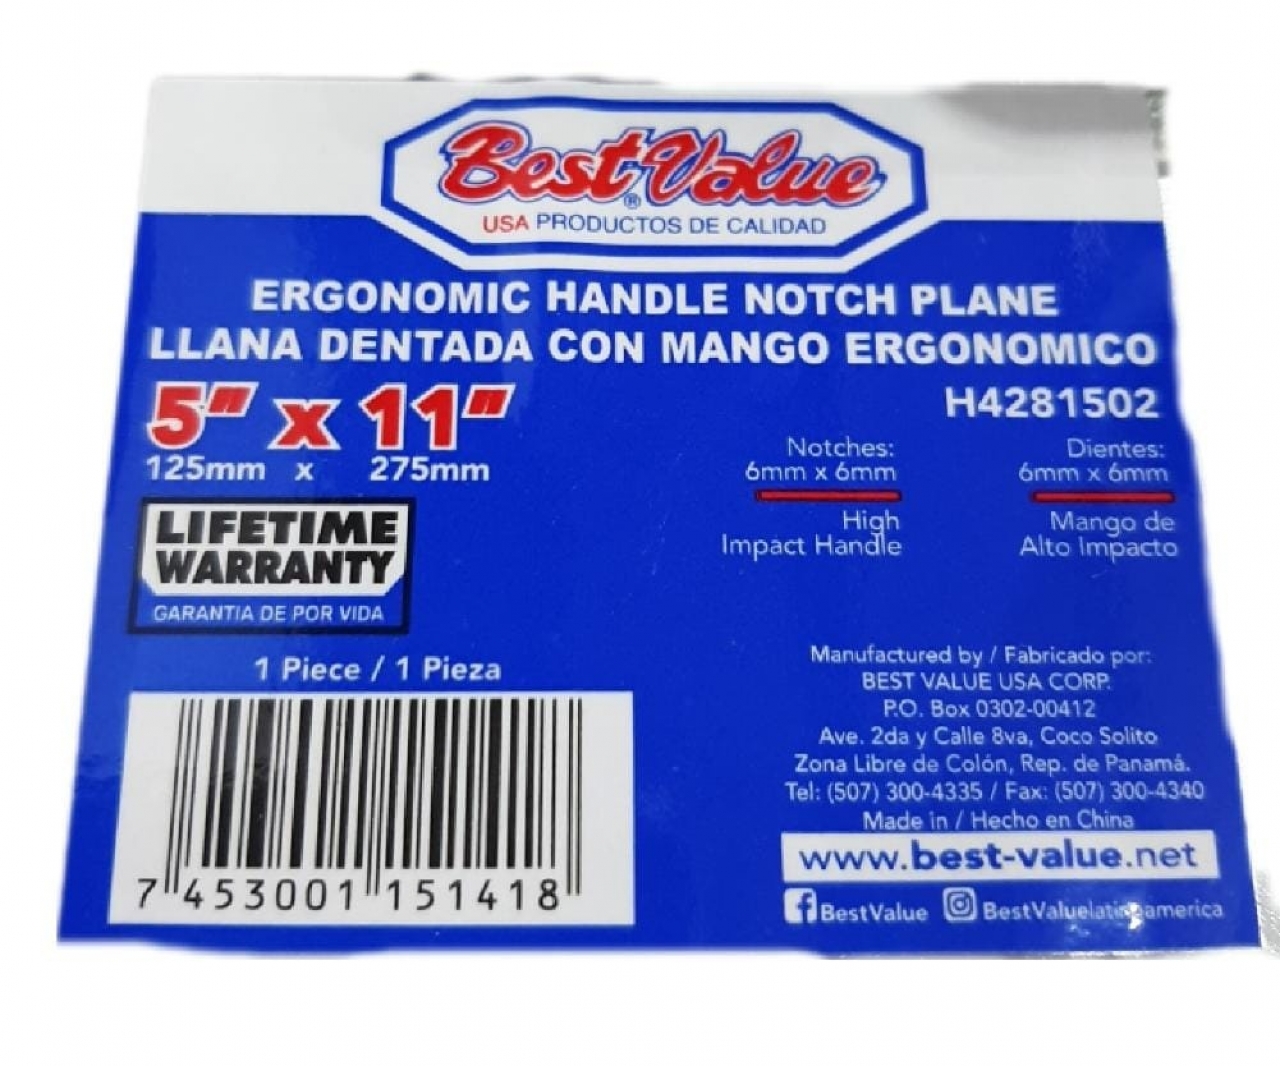 Best Value
®
USA PRODUCTOS DE CALIDAD
ERGONOMIC HANDLE NOTCH PLANE
LLANA DENTADA CON MANGO ERGONOMICO
5" x 11"
125mm x 275mm
H4281502
Notches:
6mm x 6mm
High
Impact Handle
Dientes:
6mm x 6mm
Mango de
Alto Impacto
LIFETIME
WARRANTY
GARANTIA DE POR VIDA
1 Piece / 1 Pieza
7 453001 151418
Manufactured by / Fabricado por:
BEST VALUE USA CORP.
P.O. Box 0302-00412
Ave. 2da y Calle 8va, Coco Solito
Zona Libre de Colón, Rep. de Panamá.
Tel: (507) 300-4335 / Fax: (507) 300-4340
Made in / Hecho en China
www.best-value.net
BestValue
BestValuelatinoamerica